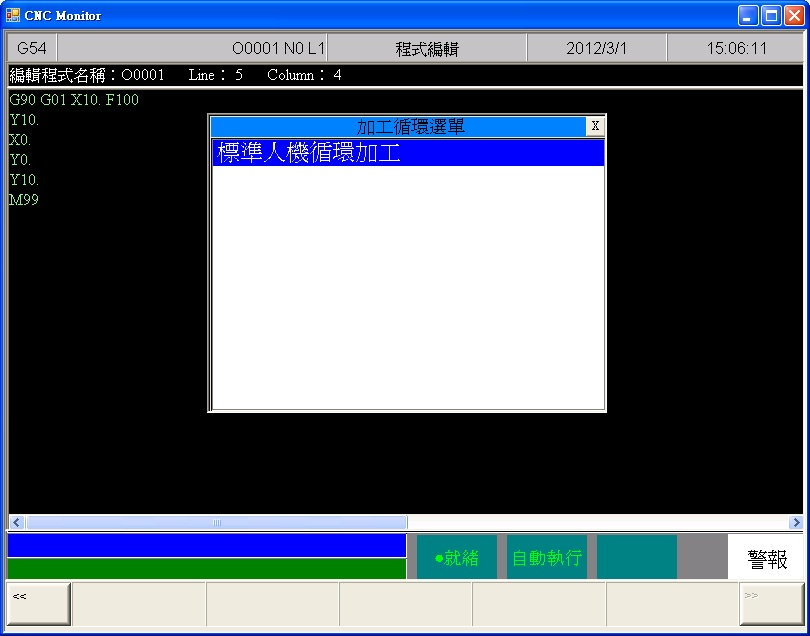 CNC Monitor
G54 O0001 N0 L1 程式編輯 2012/3/1 15:06:11
編輯程式名稱：O0001 Line： 5 Column： 4
G90 G01 X10. F100
Y10.
X0.
Y0.
Y10.
M99
加工循環選單 X
標準人機循環加工
●就緒 自動執行 警報
<< >>